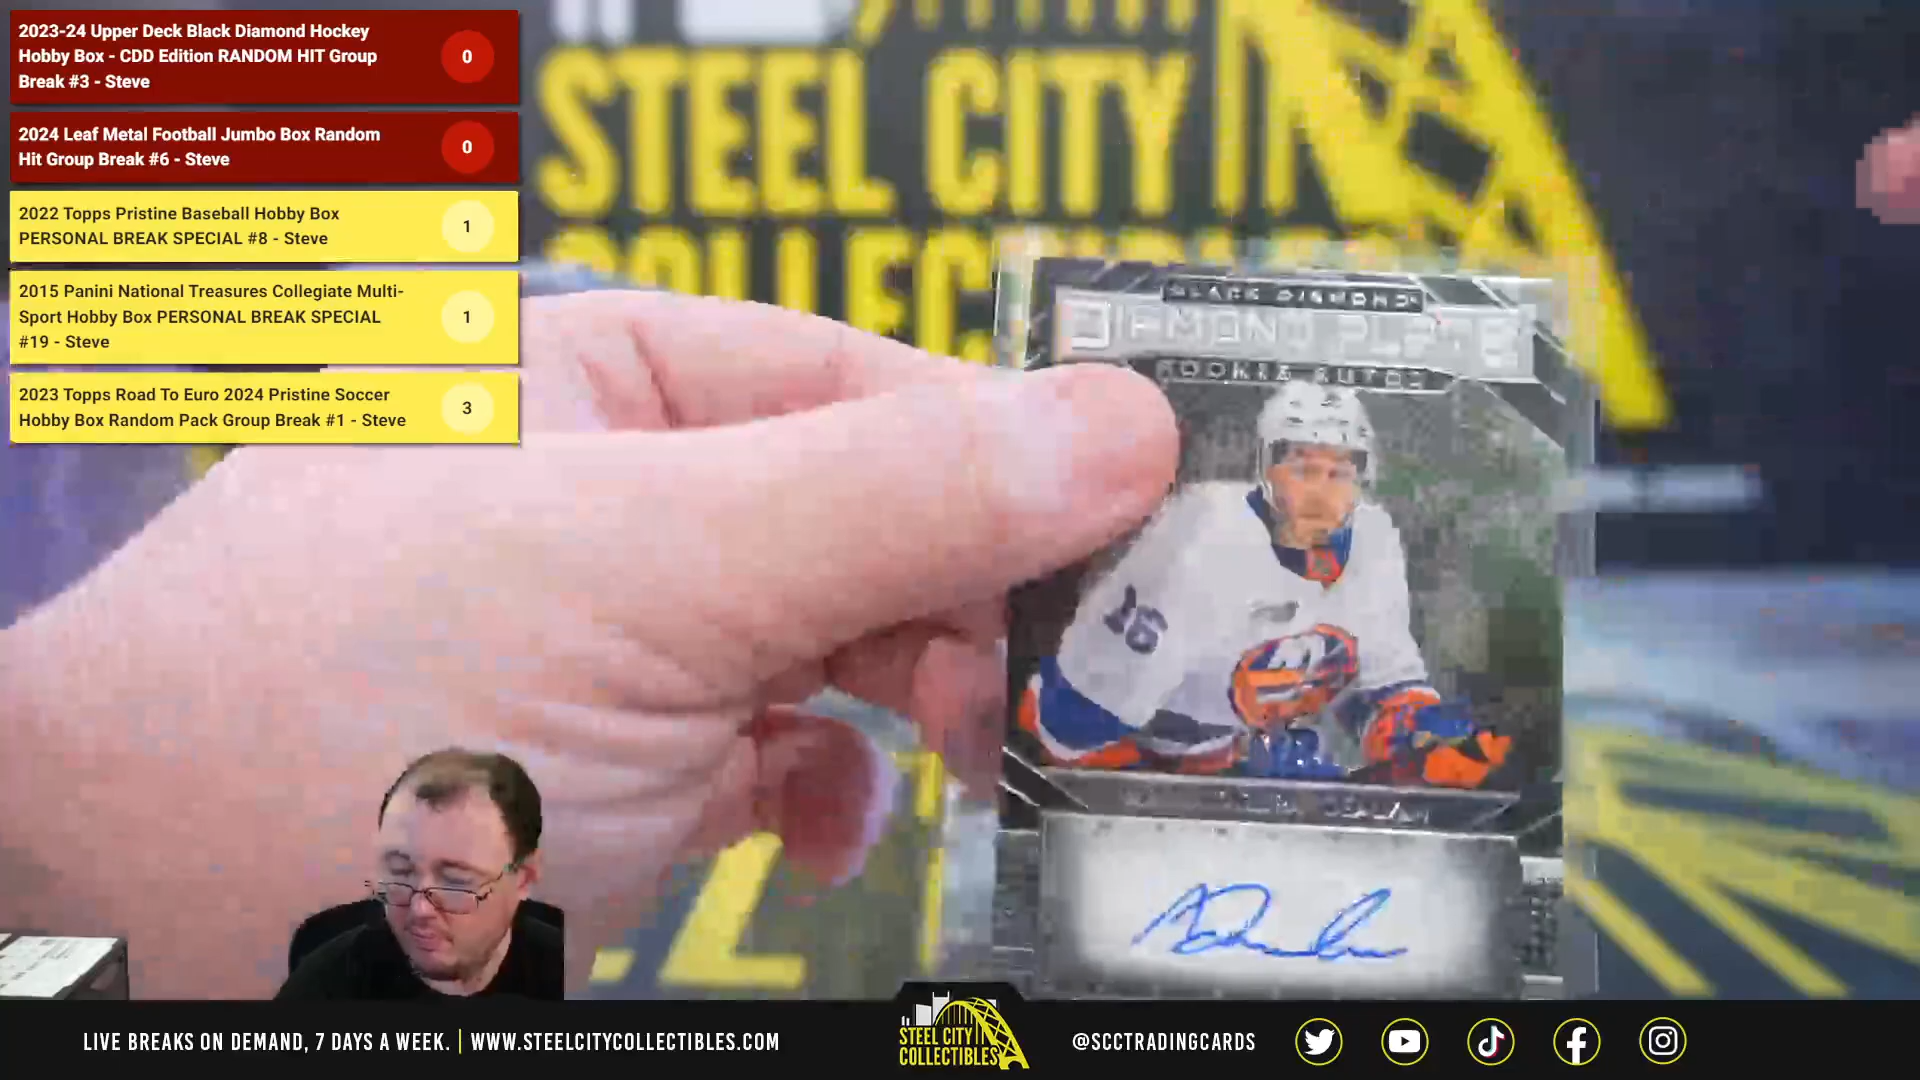 2023-24 Upper Deck Black Diamond Hockey
Hobby Box - CDD Edition RANDOM HIT Group
Break #3 - Steve
0
2024 Leaf Metal Football Jumbo Box Random
Hit Group Break #6 - Steve
0
2022 Topps Pristine Baseball Hobby Box
PERSONAL BREAK SPECIAL #8 - Steve
1
2015 Panini National Treasures Collegiate Multi-
Sport Hobby Box PERSONAL BREAK SPECIAL
#19 - Steve
1
2023 Topps Road To Euro 2024 Pristine Soccer
Hobby Box Random Pack Group Break #1 - Steve
3
STEEL CITY
BLACK DIAMOND
DIAMOND PLATE
ROOKIE AUTOS
16
LIVE BREAKS ON DEMAND, 7 DAYS A WEEK. | WWW.STEELCITYCOLLECTIBLES.COM
STEEL CITY
COLLECTIBLES
@SCCTRADINGCARDS